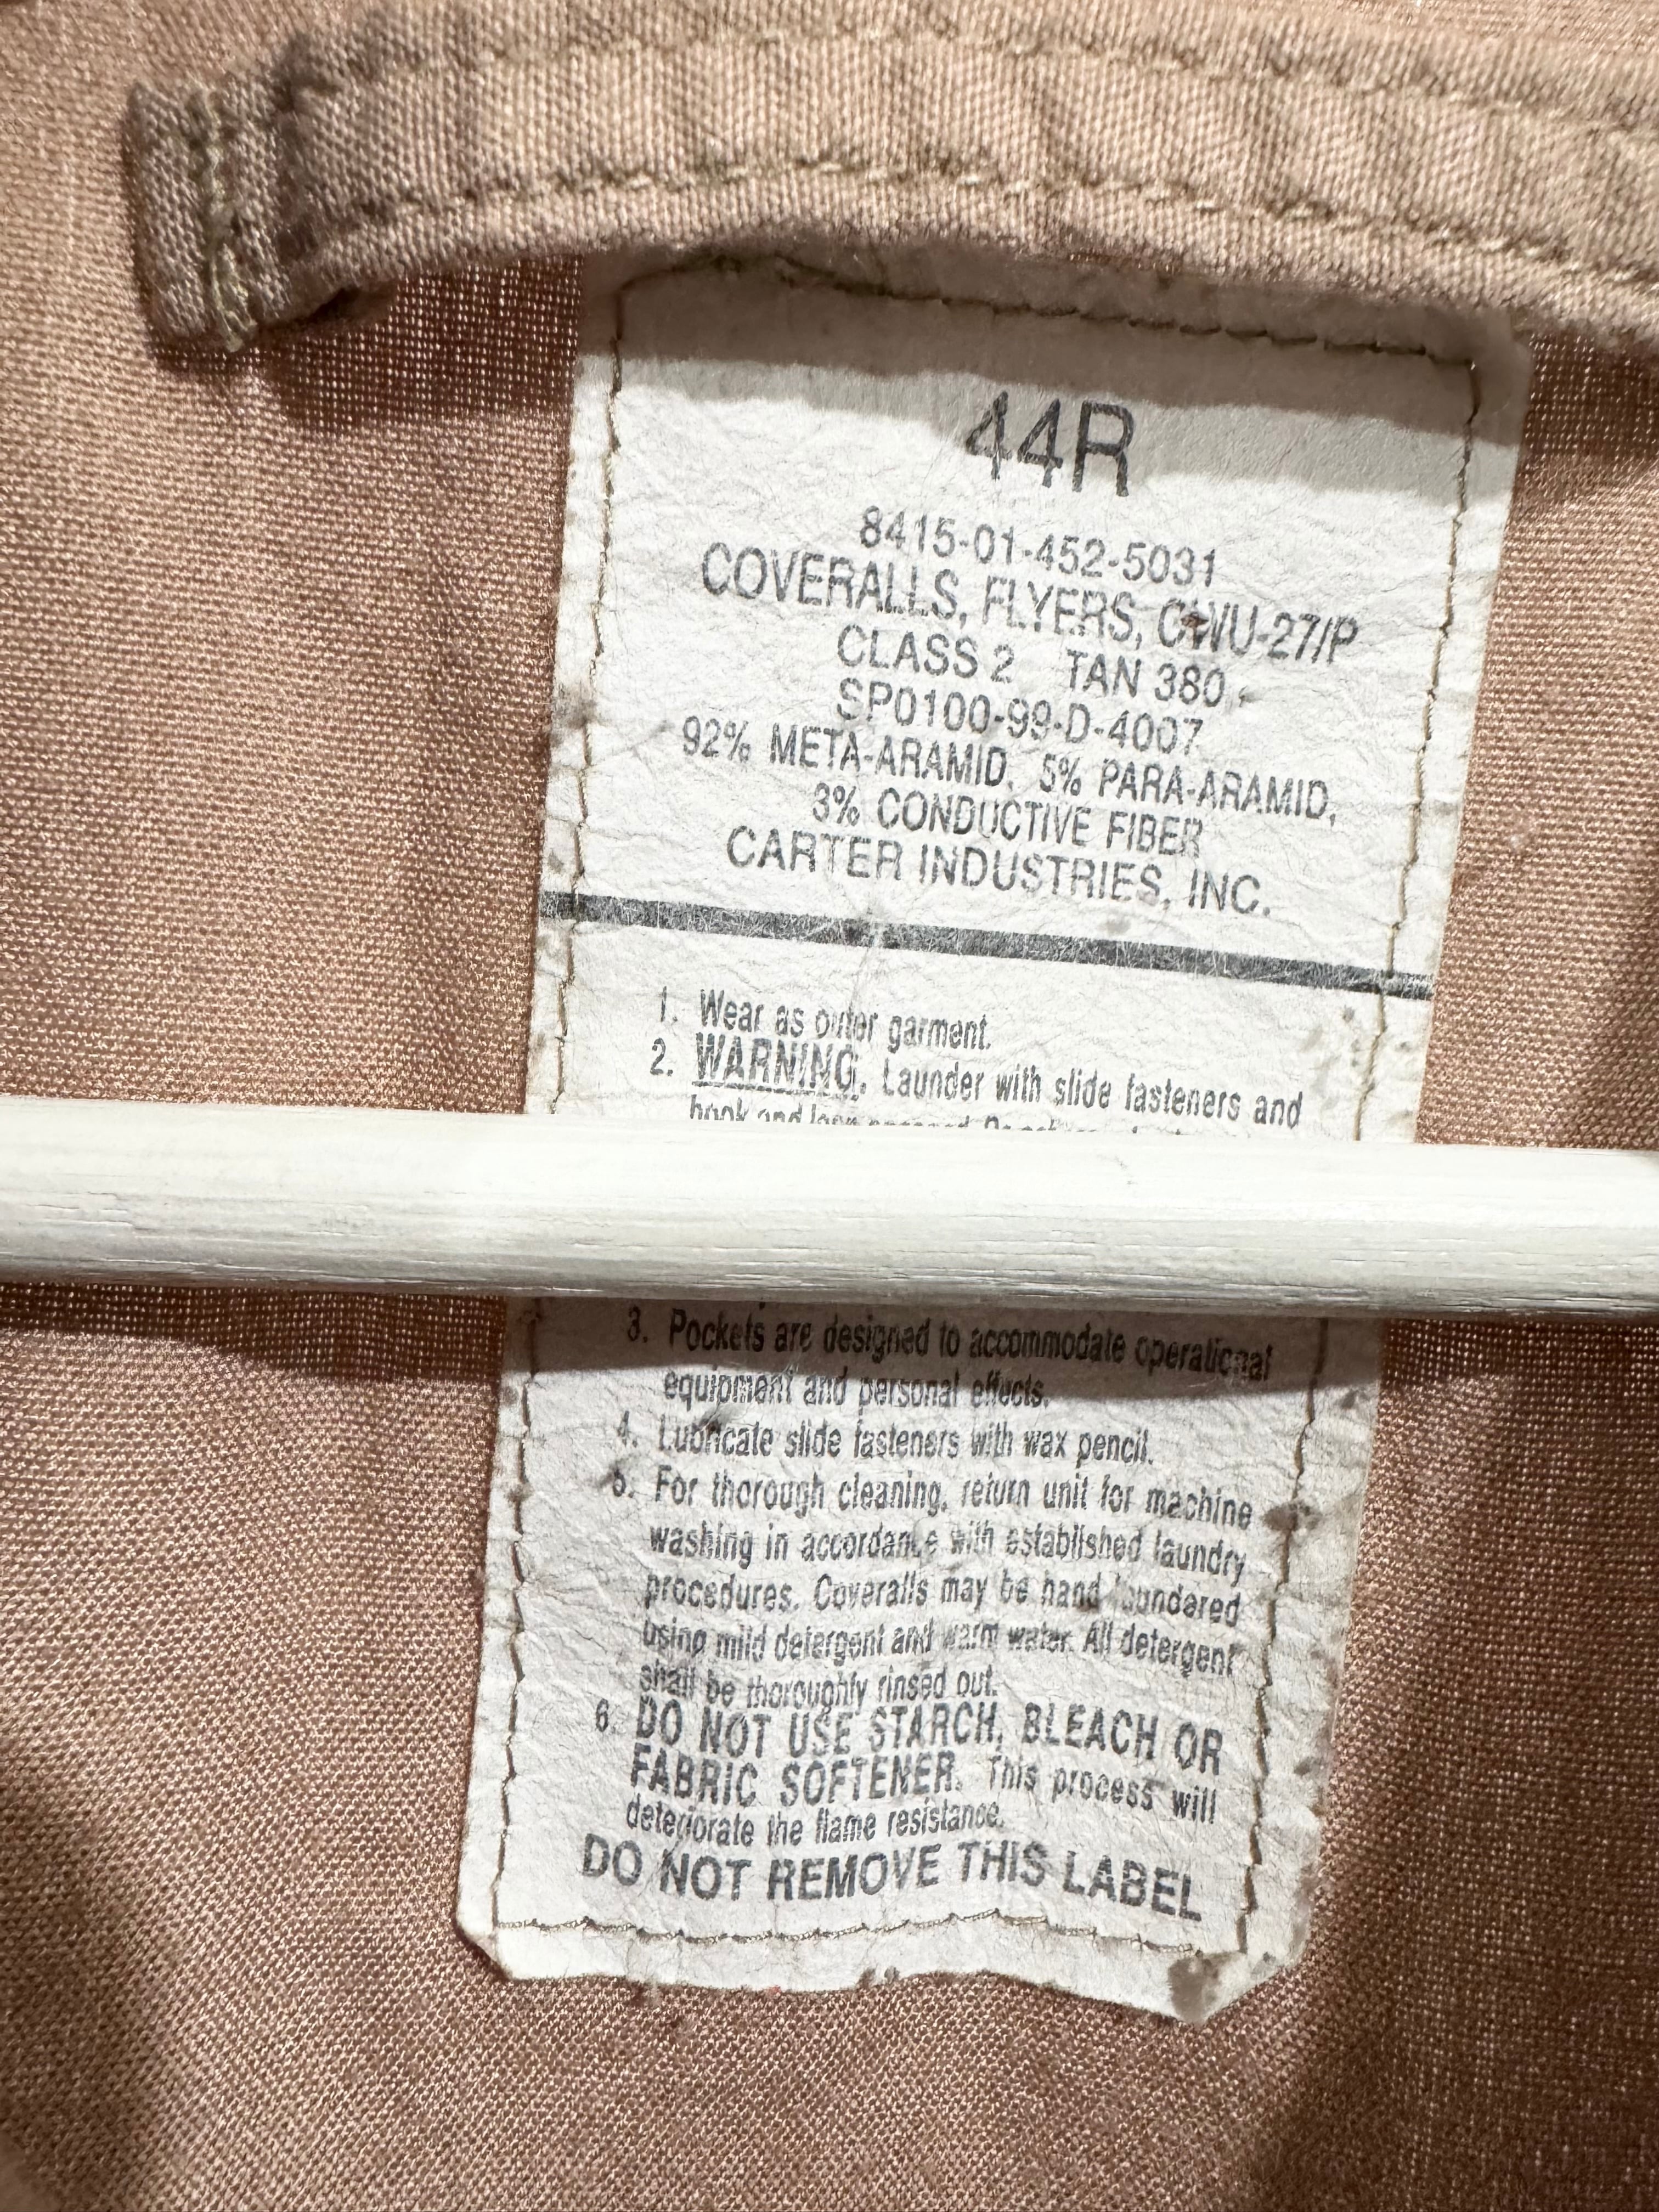 44R
8415-01-452-5031
COVERALLS, FLYERS, CWU-27/P
CLASS 2 TAN 380
SP0100-99-D-4007
92% META-ARAMID, 5% PARA-ARAMID,
3% CONDUCTIVE FIBER
CARTER INDUSTRIES, INC.
1. Wear as outer garment.
2. WARNING. Launder with slide fasteners and
hook and loop
3. Pockets are designed to accommodate operational
equipment and personal effects.
4. Lubricate slide fasteners with wax pencil.
5. For thorough cleaning, return unit for machine
washing in accordance with established laundry
procedures. Coveralls may be hand laundered
using mild detergent and warm water. All detergent
shall be thoroughly rinsed out.
6. DO NOT USE STARCH, BLEACH OR
FABRIC SOFTENER. This process will
deteriorate the flame resistance.
DO NOT REMOVE THIS LABEL